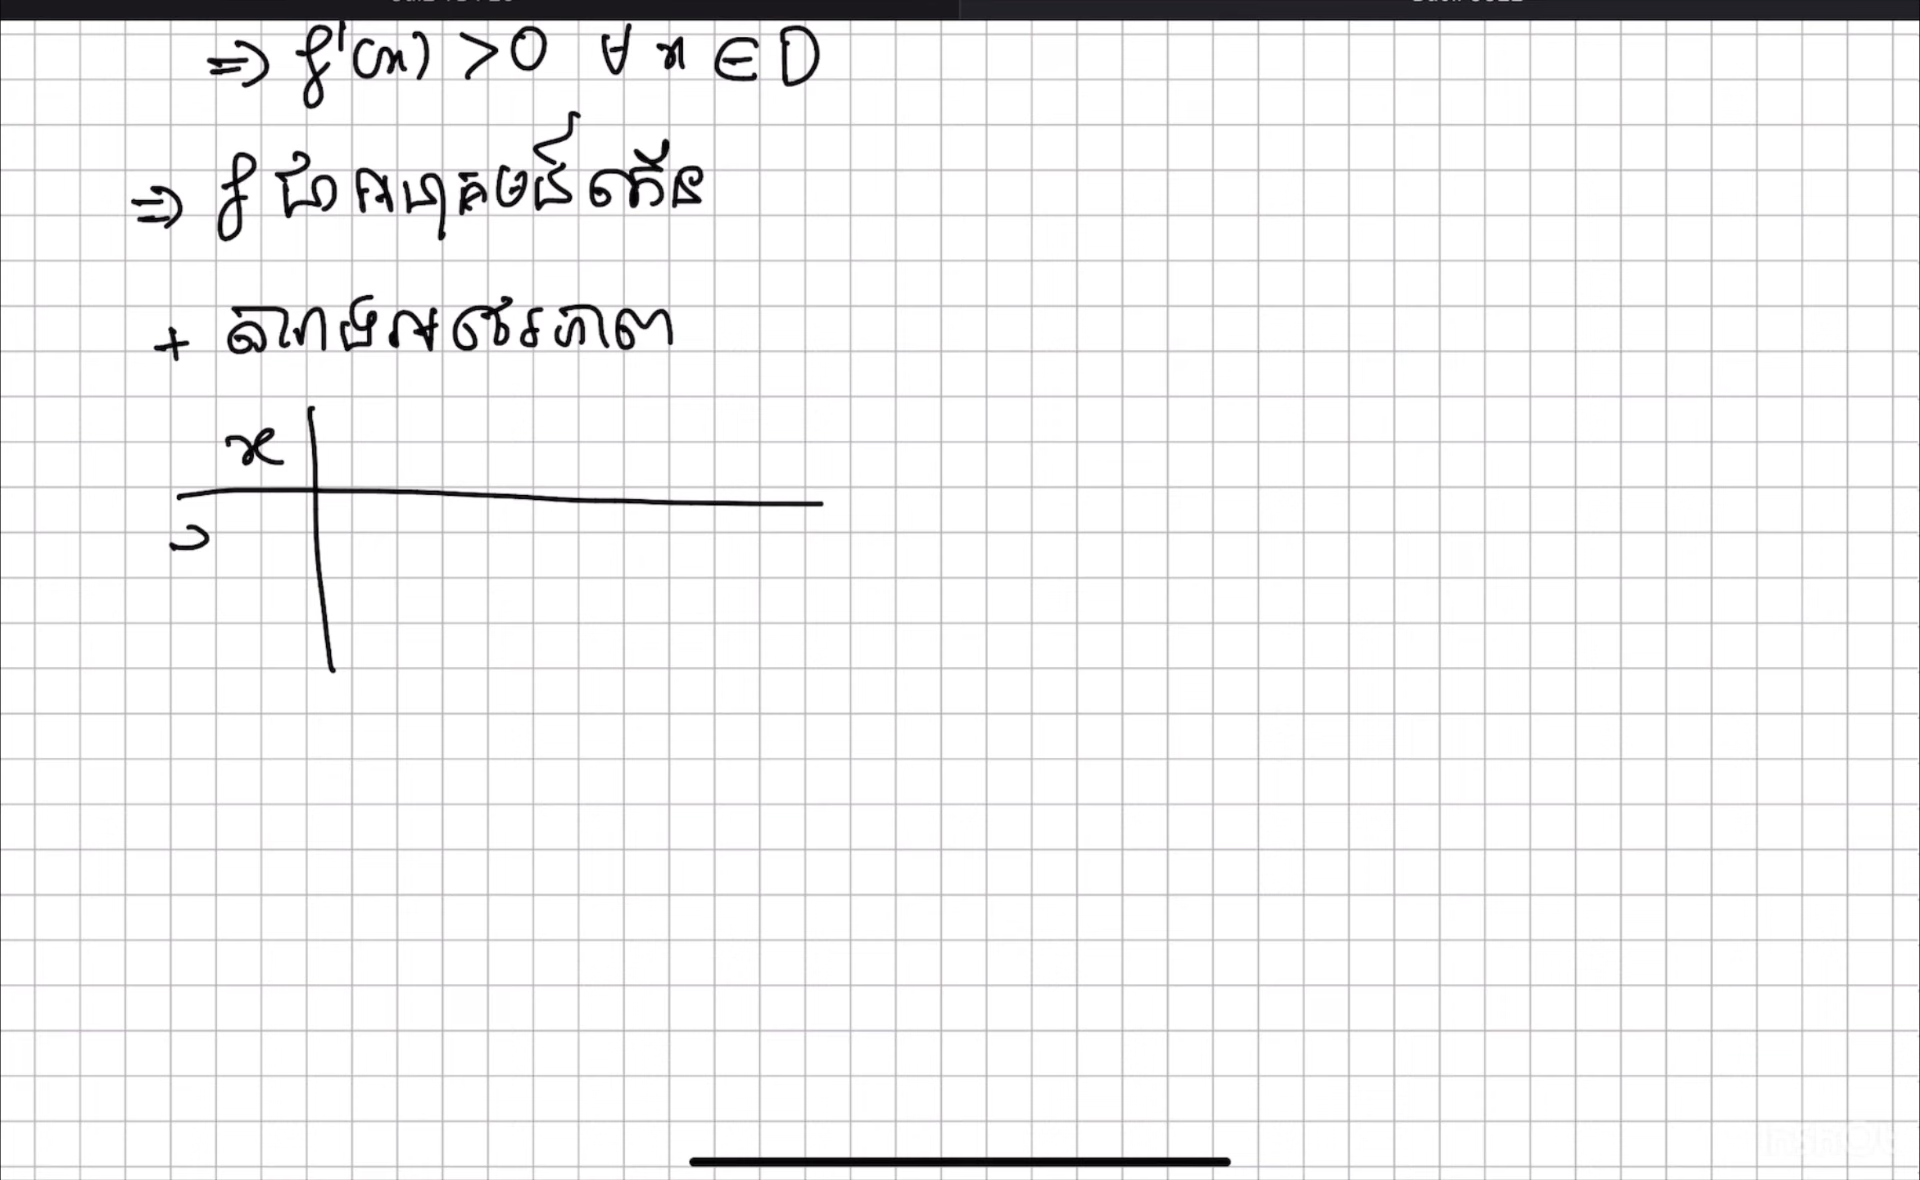 ⇒ f'(x) > 0 ∀ x ∈ D
⇒ f ជាអនុគមន៍កើន
+ តារាងអថេរភាព
x